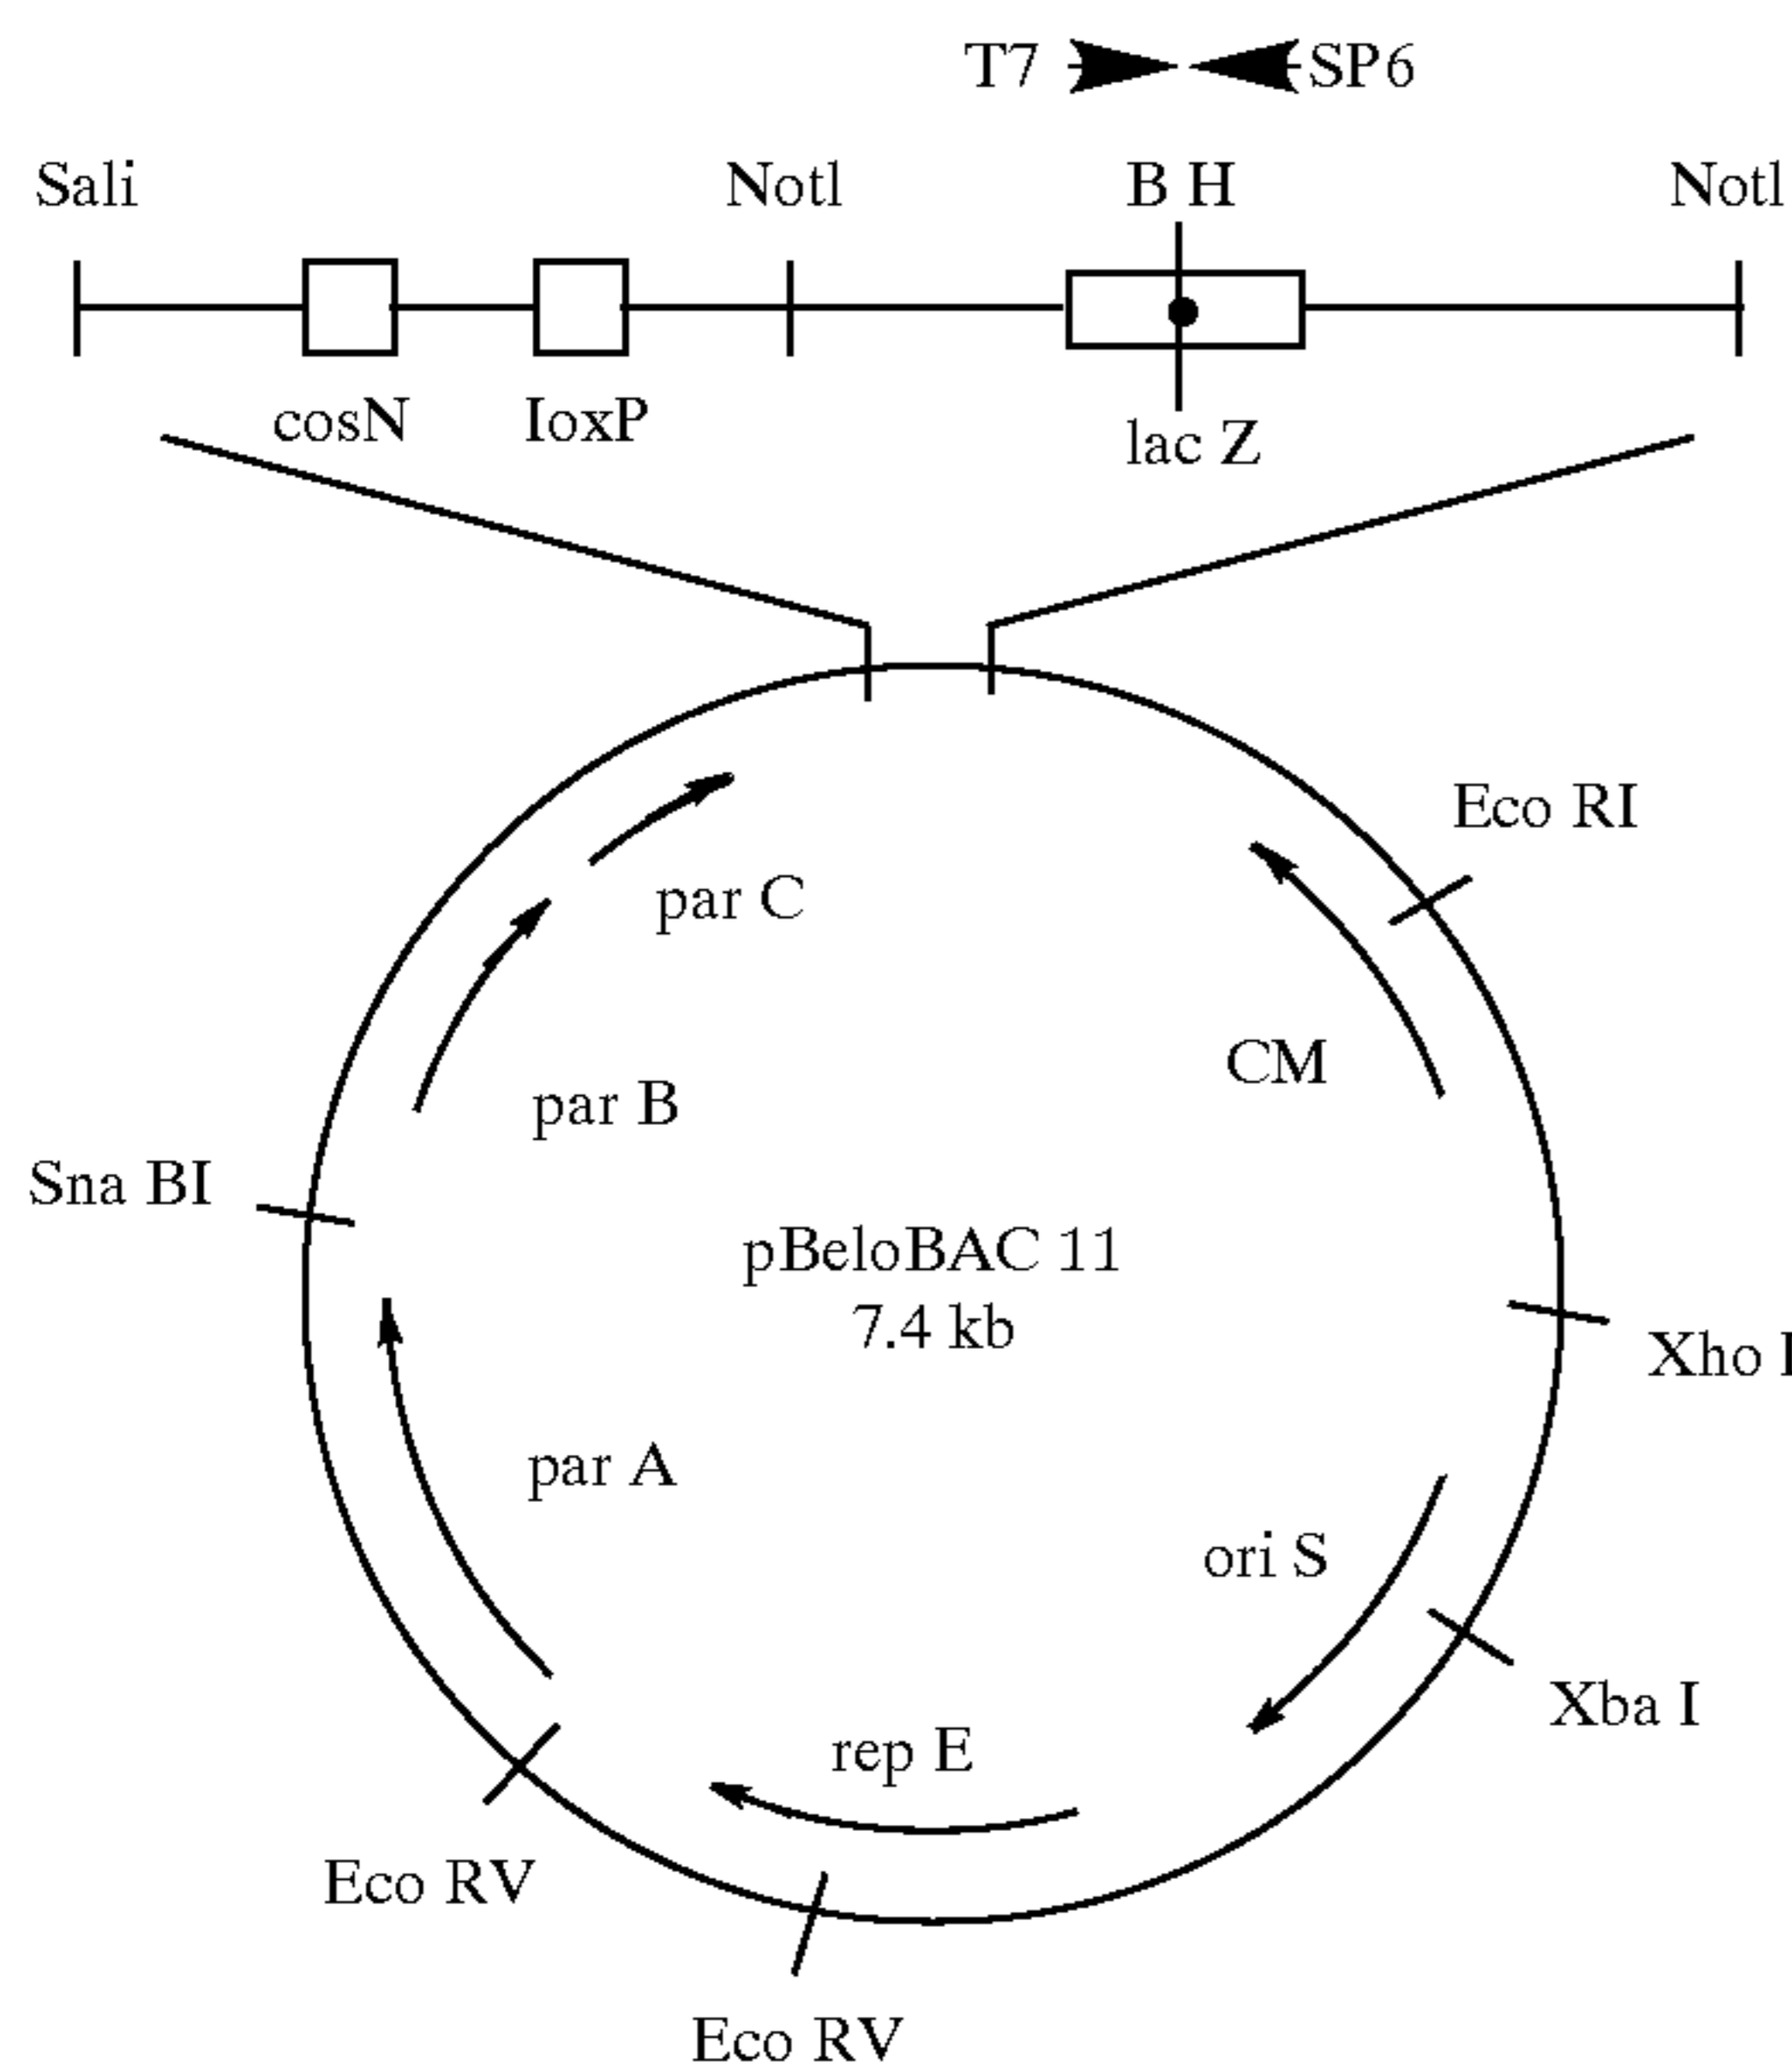 T7 SP6
Sali Notl B H Notl
cosN IoxP lac Z
Eco RI
par C
CM
par B
Sna BI
pBeloBAC 11
7.4 kb
Xho I
par A
ori S
Xba I
rep E
Eco RV
Eco RV